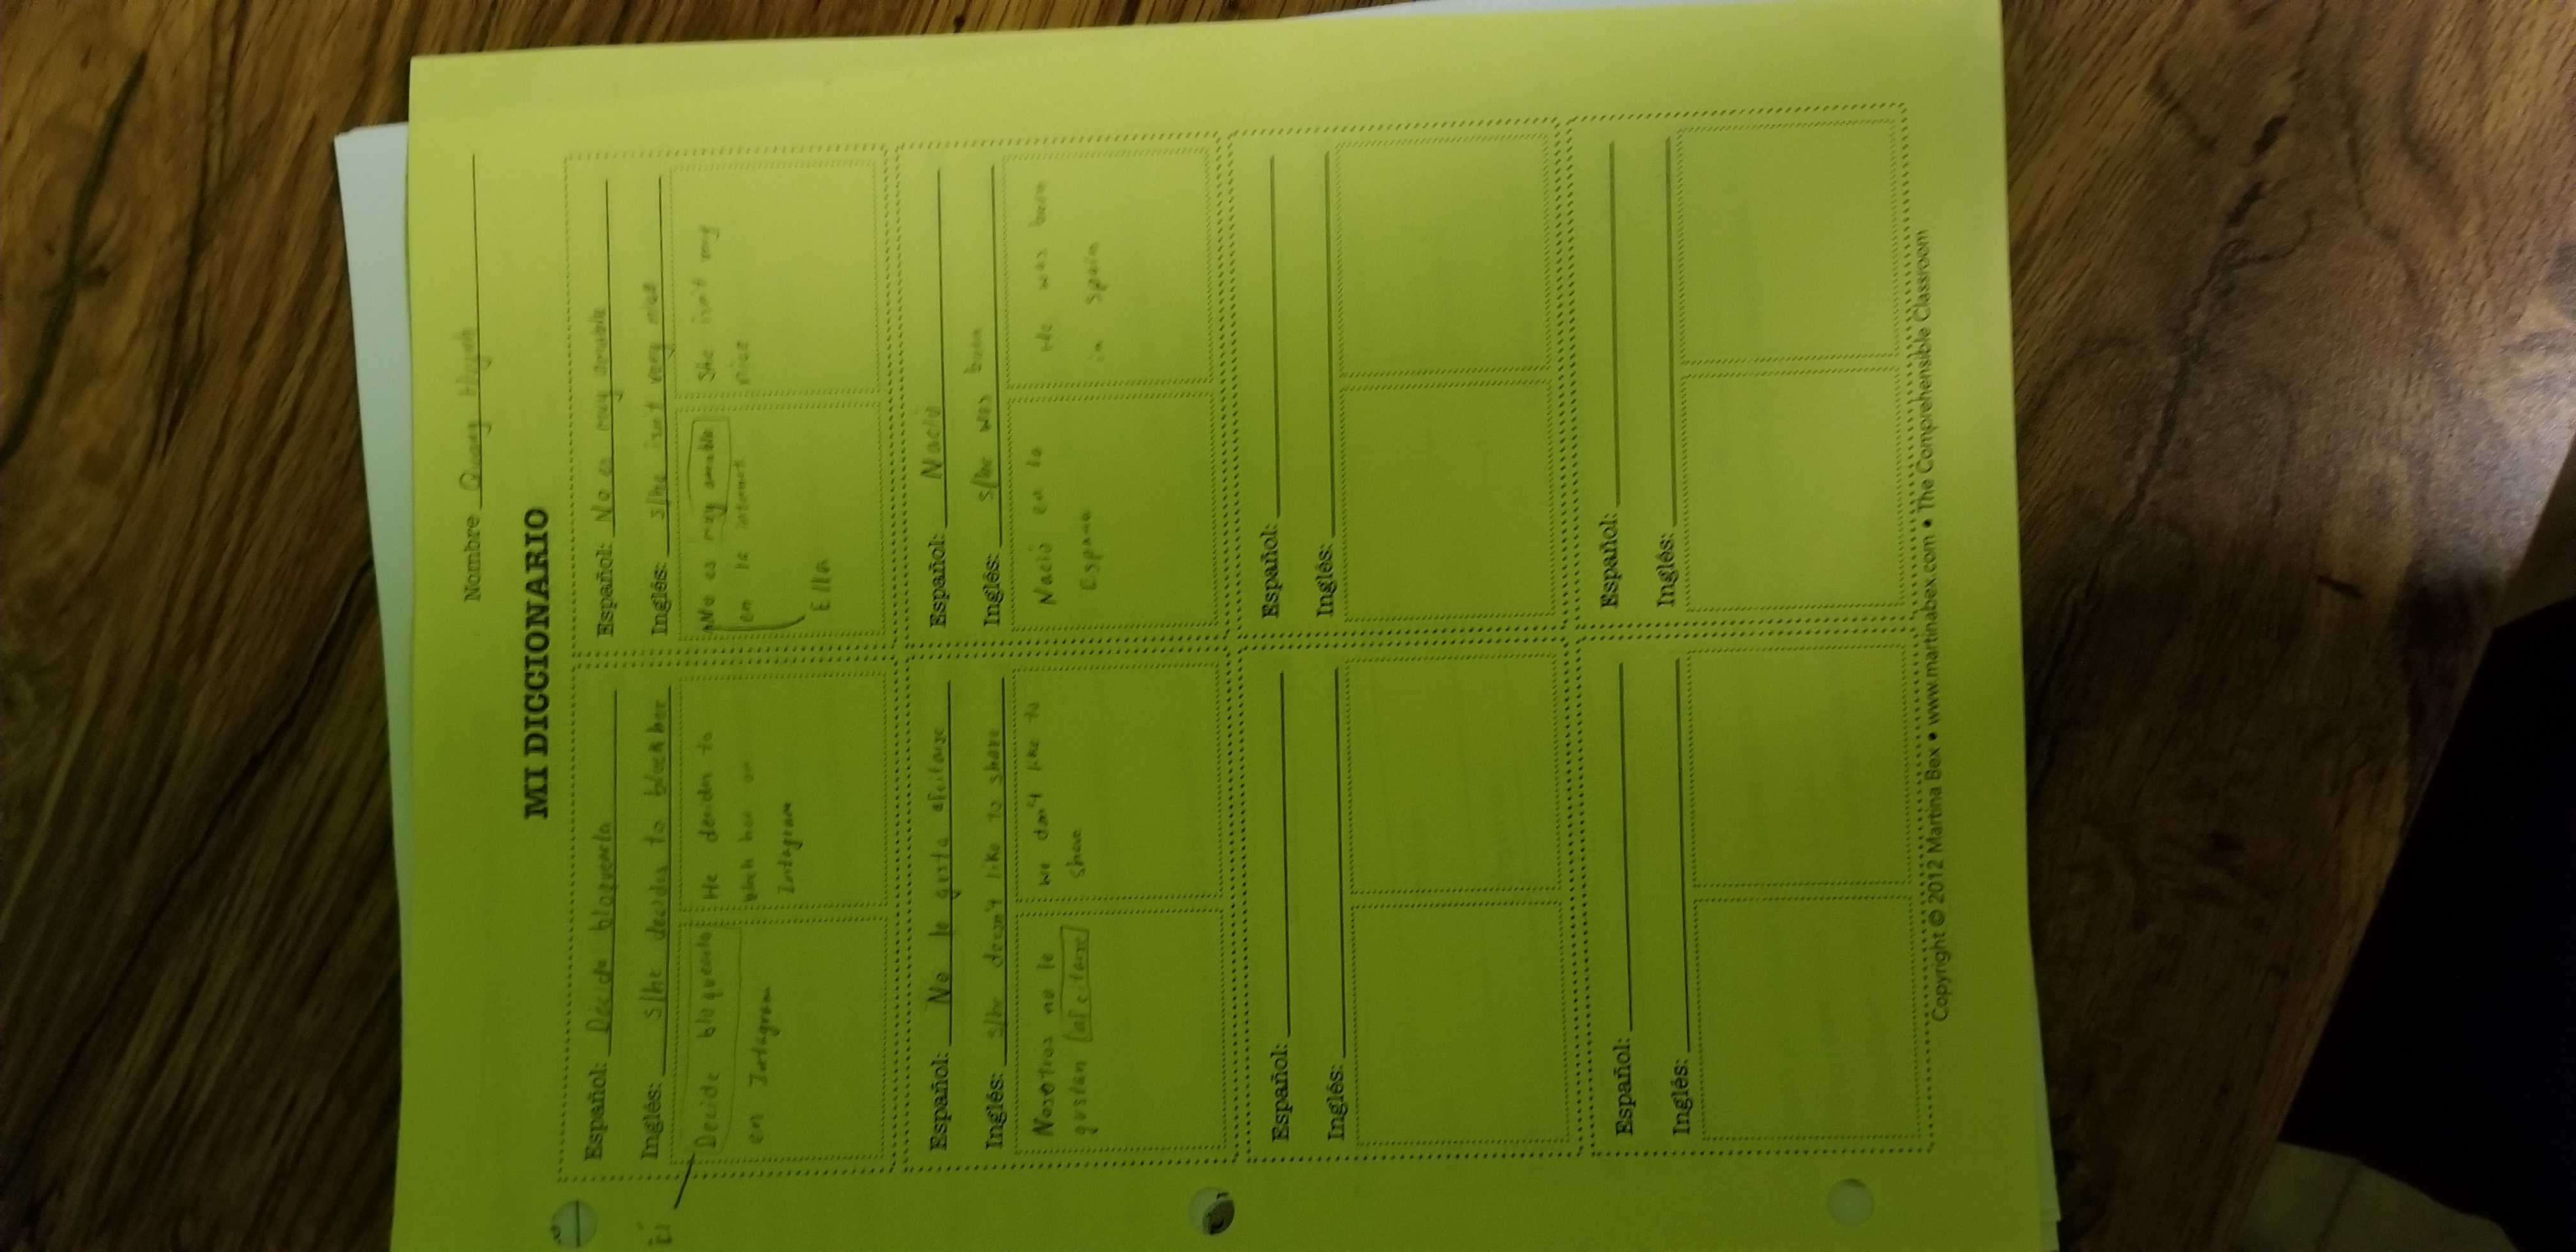 Nombre Quang Huynh
MI DICCIONARIO
Español: Decide bloquearla
Inglés: s/he decides to block her
Él
Decide bloquearla
en Intagram
He decides to
block her on
Intagram
Español: No es muy amable
Inglés: s/he isn't very nice
No es muy amable
en la internet
Ella
She isn't very
nice
Español: No le gusta afeitarse
Inglés: s/he doesn't like to shave
Nosotros no le
gustan afeitarse
we don't like to
shave
Español: Nació
Inglés: s/he was born
Nació en la
España
He was born
in Spain
Español:
Inglés:
Español:
Inglés:
Español:
Inglés:
Español:
Inglés:
Copyright © 2012 Martina Bex • www.martinabex.com • The Comprehensible Classroom